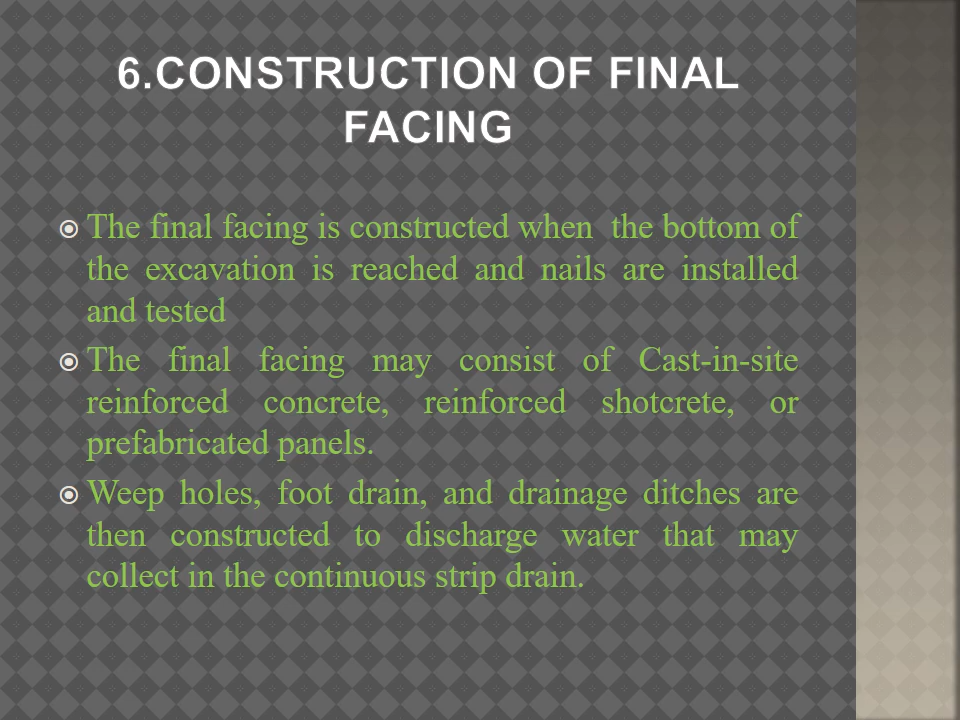 6.CONSTRUCTION OF FINAL
FACING
The final facing is constructed when  the bottom of
the excavation is reached and nails are installed
and tested
The final facing may consist of Cast-in-site
reinforced concrete, reinforced shotcrete, or
prefabricated panels.
Weep holes, foot drain, and drainage ditches are
then constructed to discharge water that may
collect in the continuous strip drain.